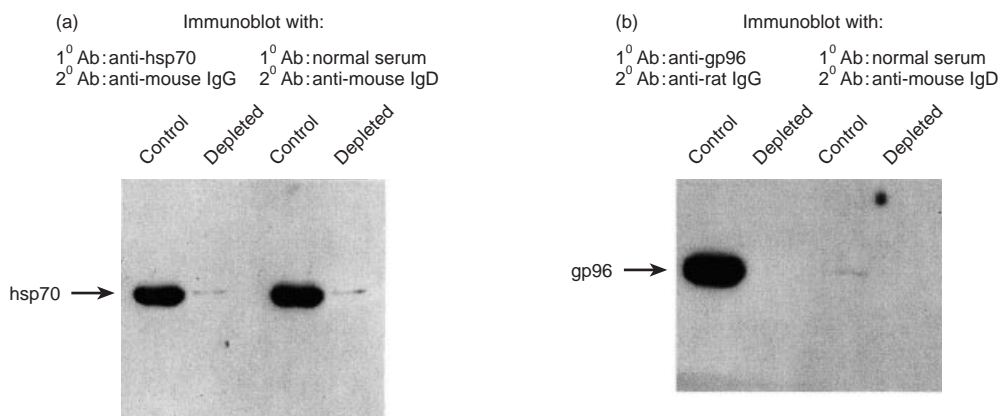 (a) Immunoblot with:
1⁰ Ab:anti-hsp70 1⁰ Ab:normal serum
2⁰ Ab:anti-mouse IgG 2⁰ Ab:anti-mouse IgD
Control Depleted Control Depleted
hsp70
(b) Immunoblot with:
1⁰ Ab:anti-gp96 1⁰ Ab:normal serum
2⁰ Ab:anti-rat IgG 2⁰ Ab:anti-mouse IgD
Control Depleted Control Depleted
gp96